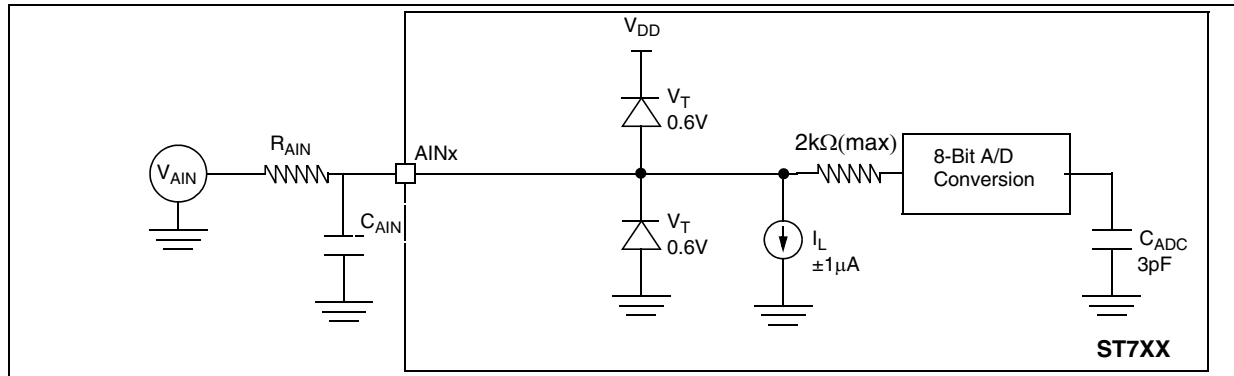 V_DD
V_T
0.6V
R_AIN
AINx
2kΩ(max)
8-Bit A/D
Conversion
V_AIN
C_AIN
V_T
0.6V
I_L
±1μA
C_ADC
3pF
ST7XX